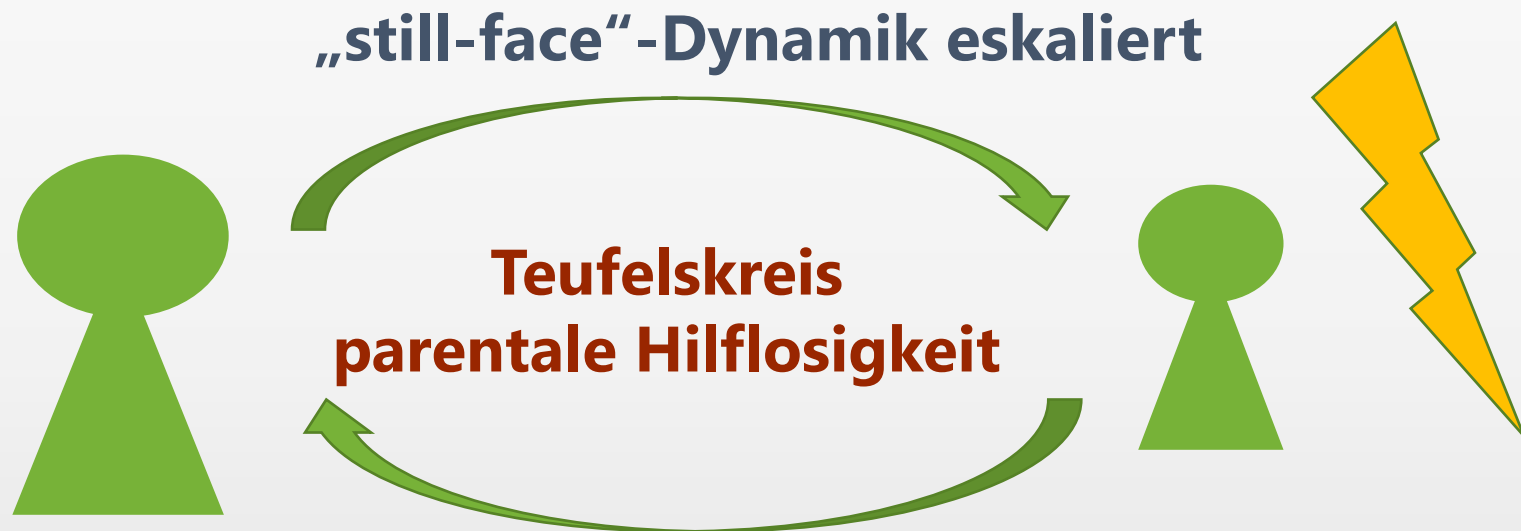 „still-face“-Dynamik eskaliert
Teufelskreis
parentale Hilflosigkeit